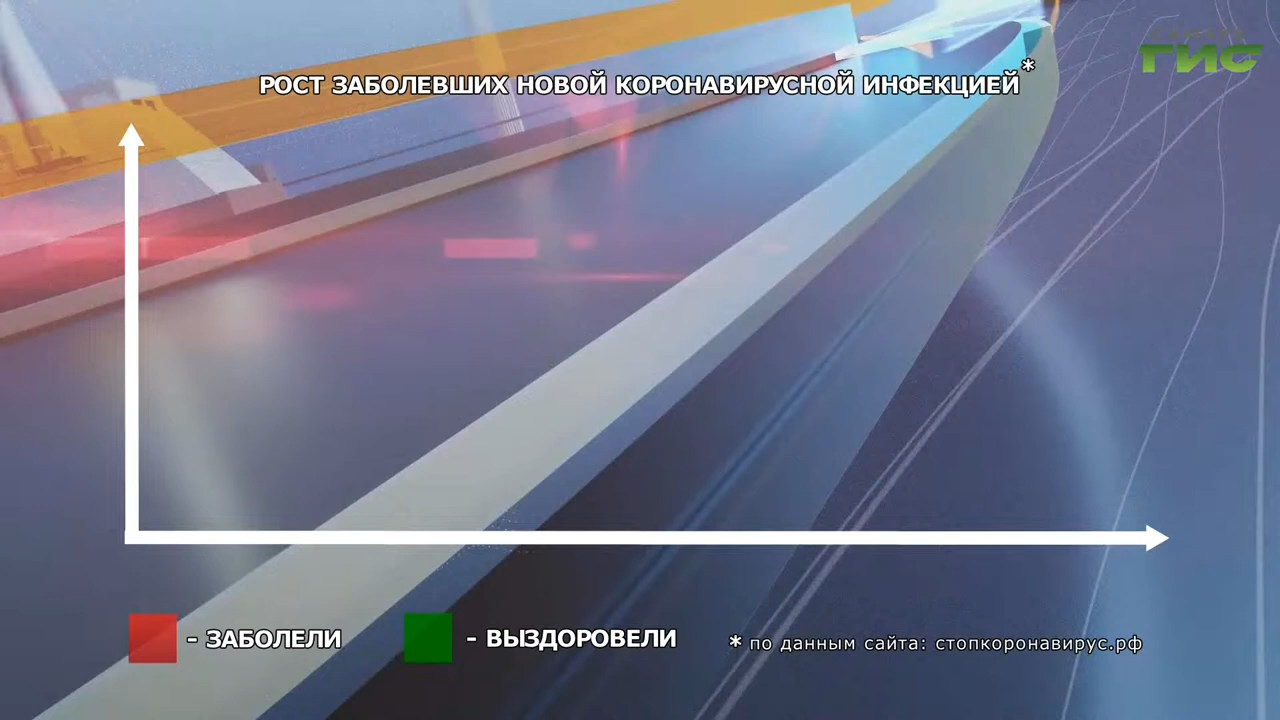 РОСТ ЗАБОЛЕВШИХ НОВОЙ КОРОНАВИРУСНОЙ ИНФЕКЦИЕЙ*
ГИС
- ЗАБОЛЕЛИ
- ВЫЗДОРОВЕЛИ
* по данным сайта: стопкоронавирус.рф